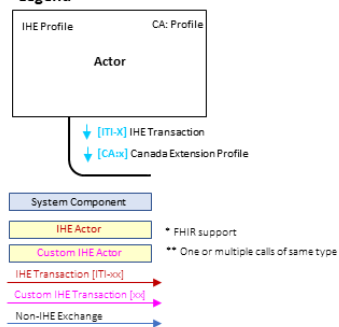 IHE Profile
CA: Profile
Actor
[ITI-X] IHE Transaction
[CA:x] Canada Extension Profile
System Component
IHE Actor
* FHIR support
Custom IHE Actor
** One or multiple calls of same type
IHE Transaction [ITI-xx]
Custom IHE Transaction [xx]
Non-IHE Exchange